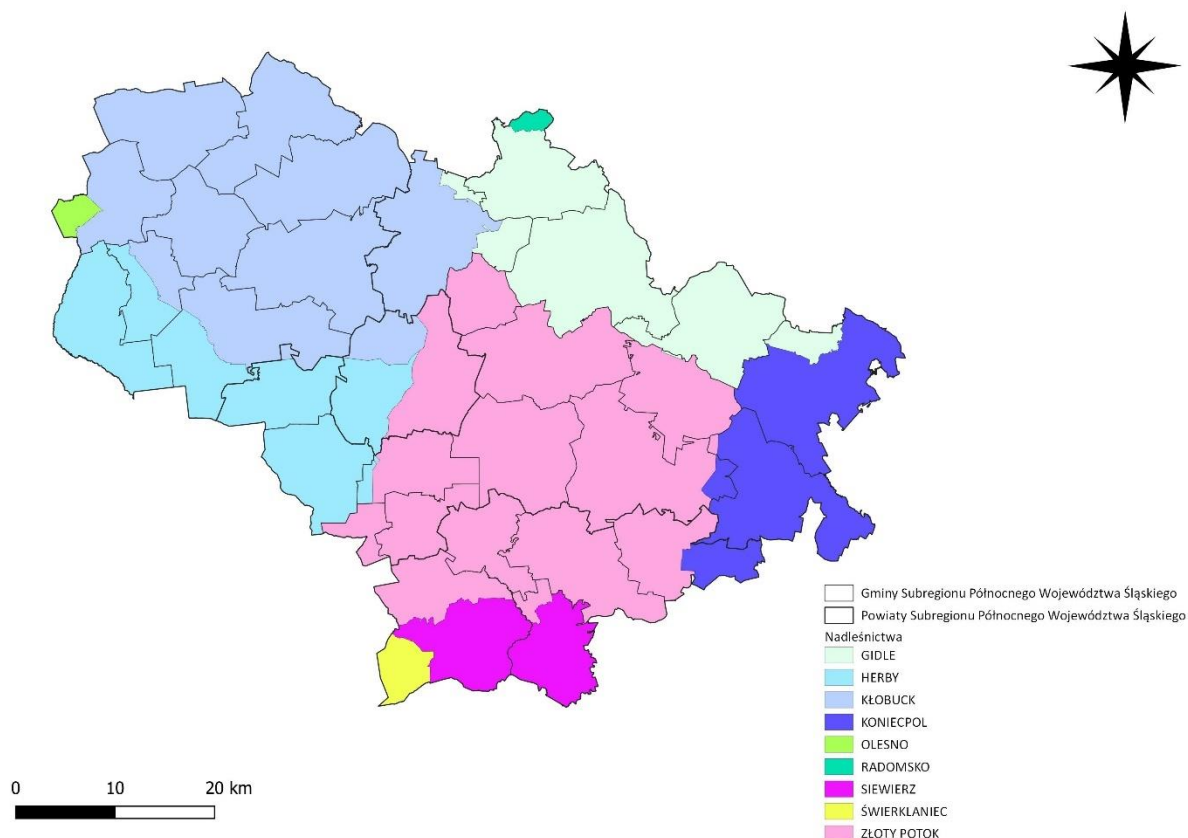 Gminy Subregionu Północnego Województwa Śląskiego
Powiaty Subregionu Północnego Województwa Śląskiego
Nadleśnictwa
GIDLE
HERBY
KŁOBUCK
KONIECPOL
OLESNO
RADOMSKO
SIEWIERZ
ŚWIERKLANIEC
ZŁOTY POTOK
0 10 20 km